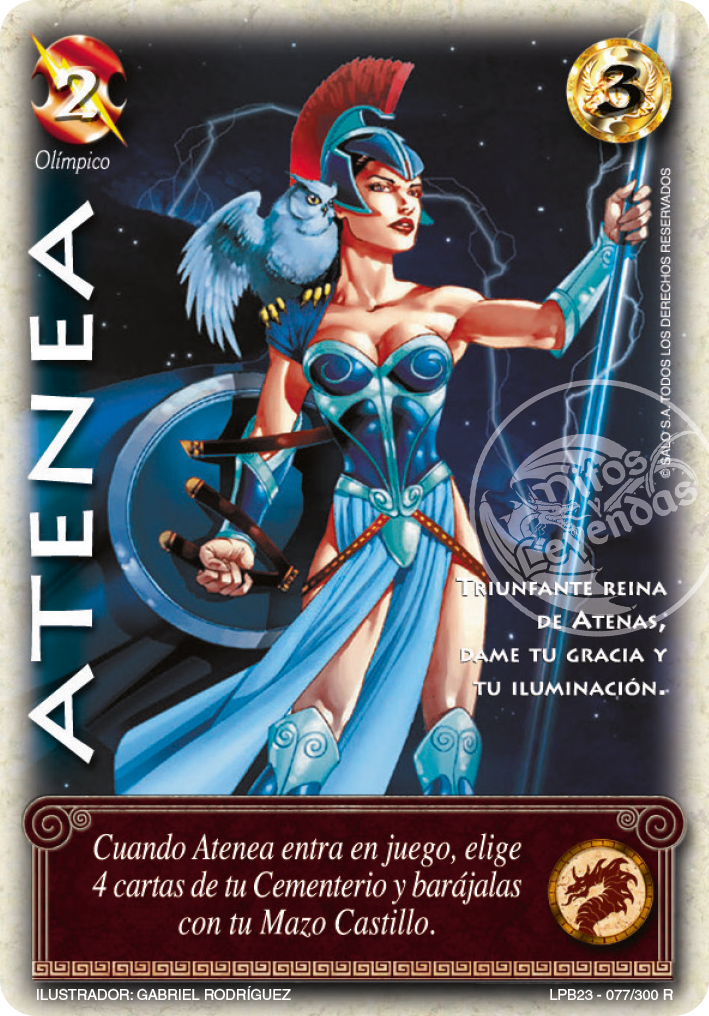 2
3
Olímpico
ATENEA
© SALO S.A. TODOS LOS DERECHOS RESERVADOS
Mitos
y
Leyendas
TRIUNFANTE REINA
DE ATENAS,
DAME TU GRACIA Y
TU ILUMINACIÓN.
Cuando Atenea entra en juego, elige
4 cartas de tu Cementerio y barájalas
con tu Mazo Castillo.
ILUSTRADOR: GABRIEL RODRÍGUEZ
LPB23 - 077/300 R